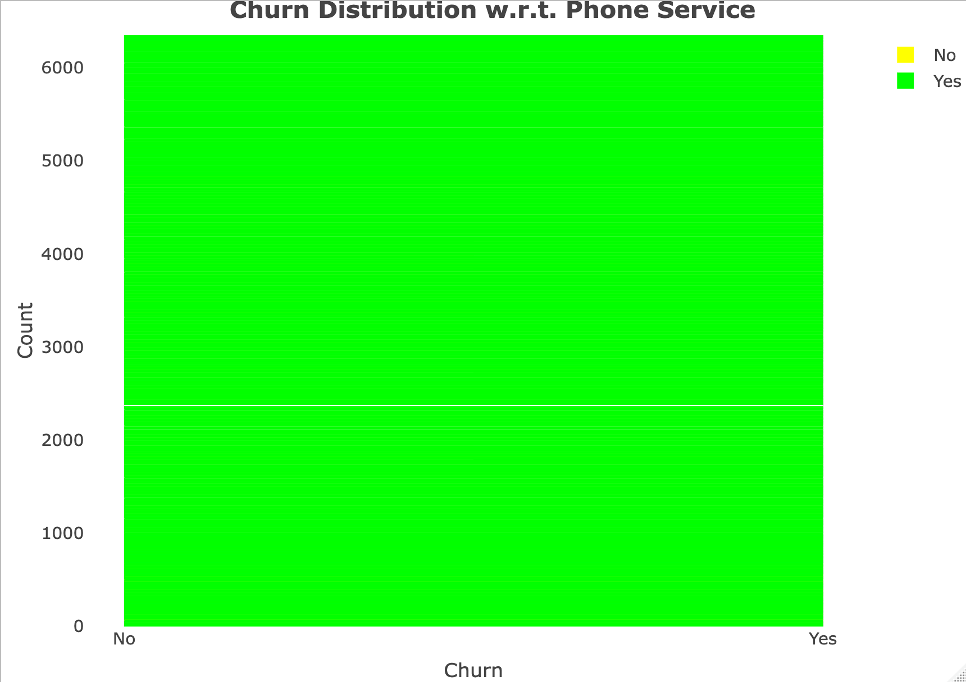 Churn Distribution w.r.t. Phone Service
No
Yes
6000
5000
4000
3000
2000
1000
0
Count
No
Yes
Churn